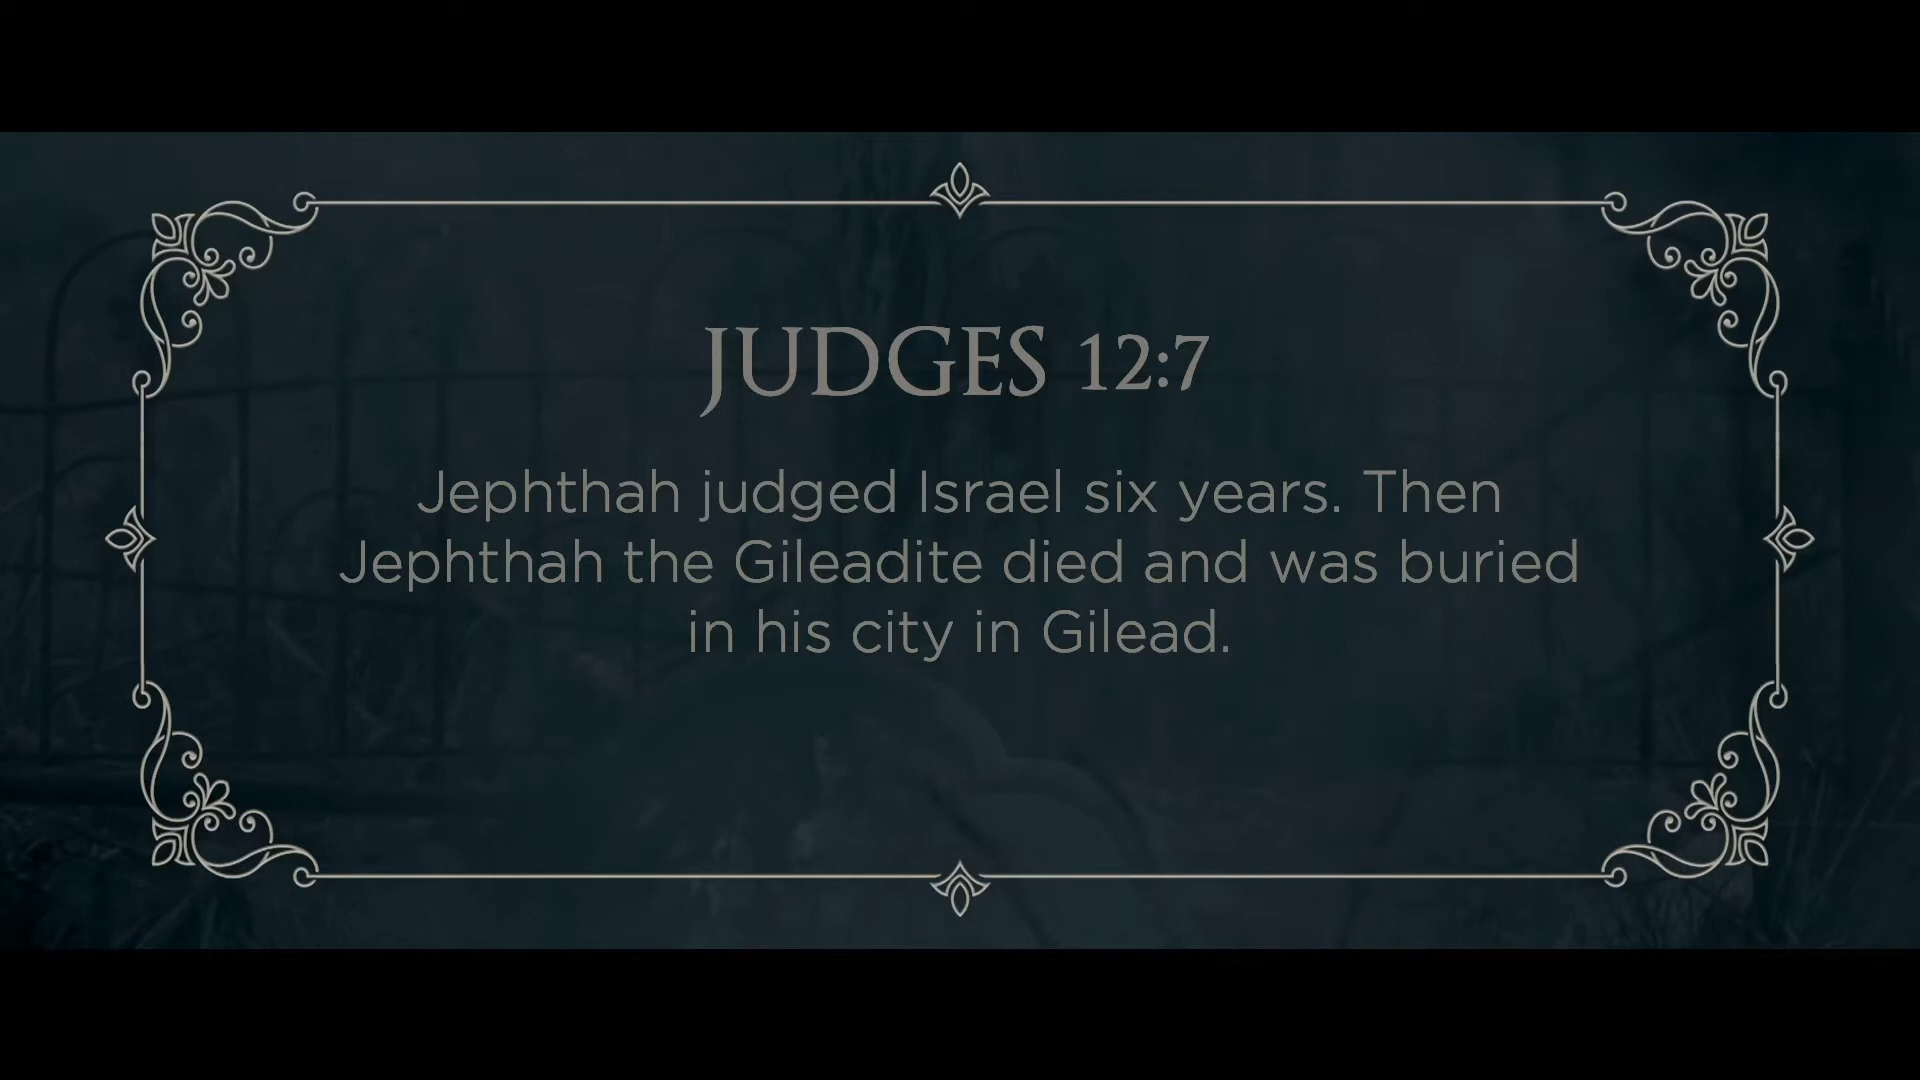 JUDGES 12:7
Jephthah judged Israel six years. Then
Jephthah the Gileadite died and was buried
in his city in Gilead.